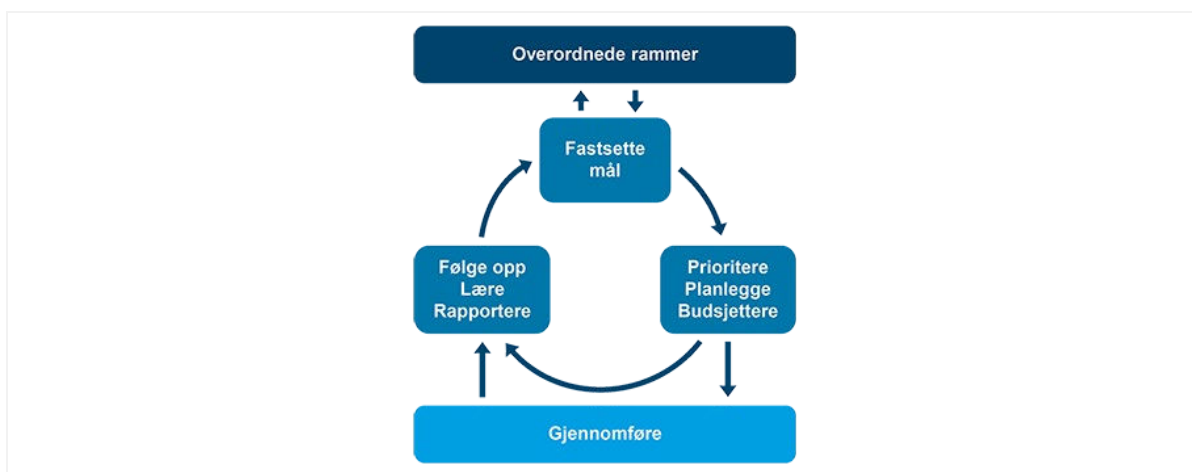 Overordnede rammer
Fastsette
mål
Følge opp
Lære
Rapportere
Prioritere
Planlegge
Budsjettere
Gjennomføre